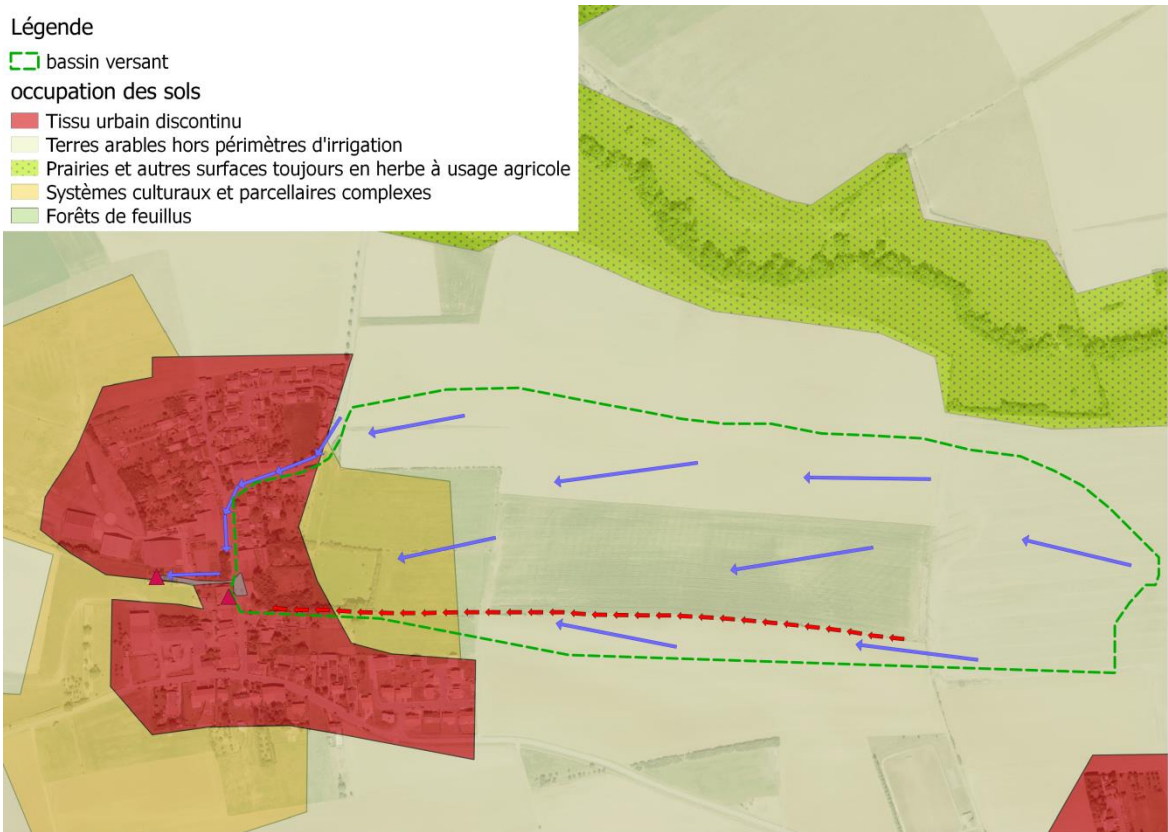 Légende
bassin versant
occupation des sols
Tissu urbain discontinu
Terres arables hors périmètres d'irrigation
Prairies et autres surfaces toujours en herbe à usage agricole
Systèmes culturaux et parcellaires complexes
Forêts de feuillus